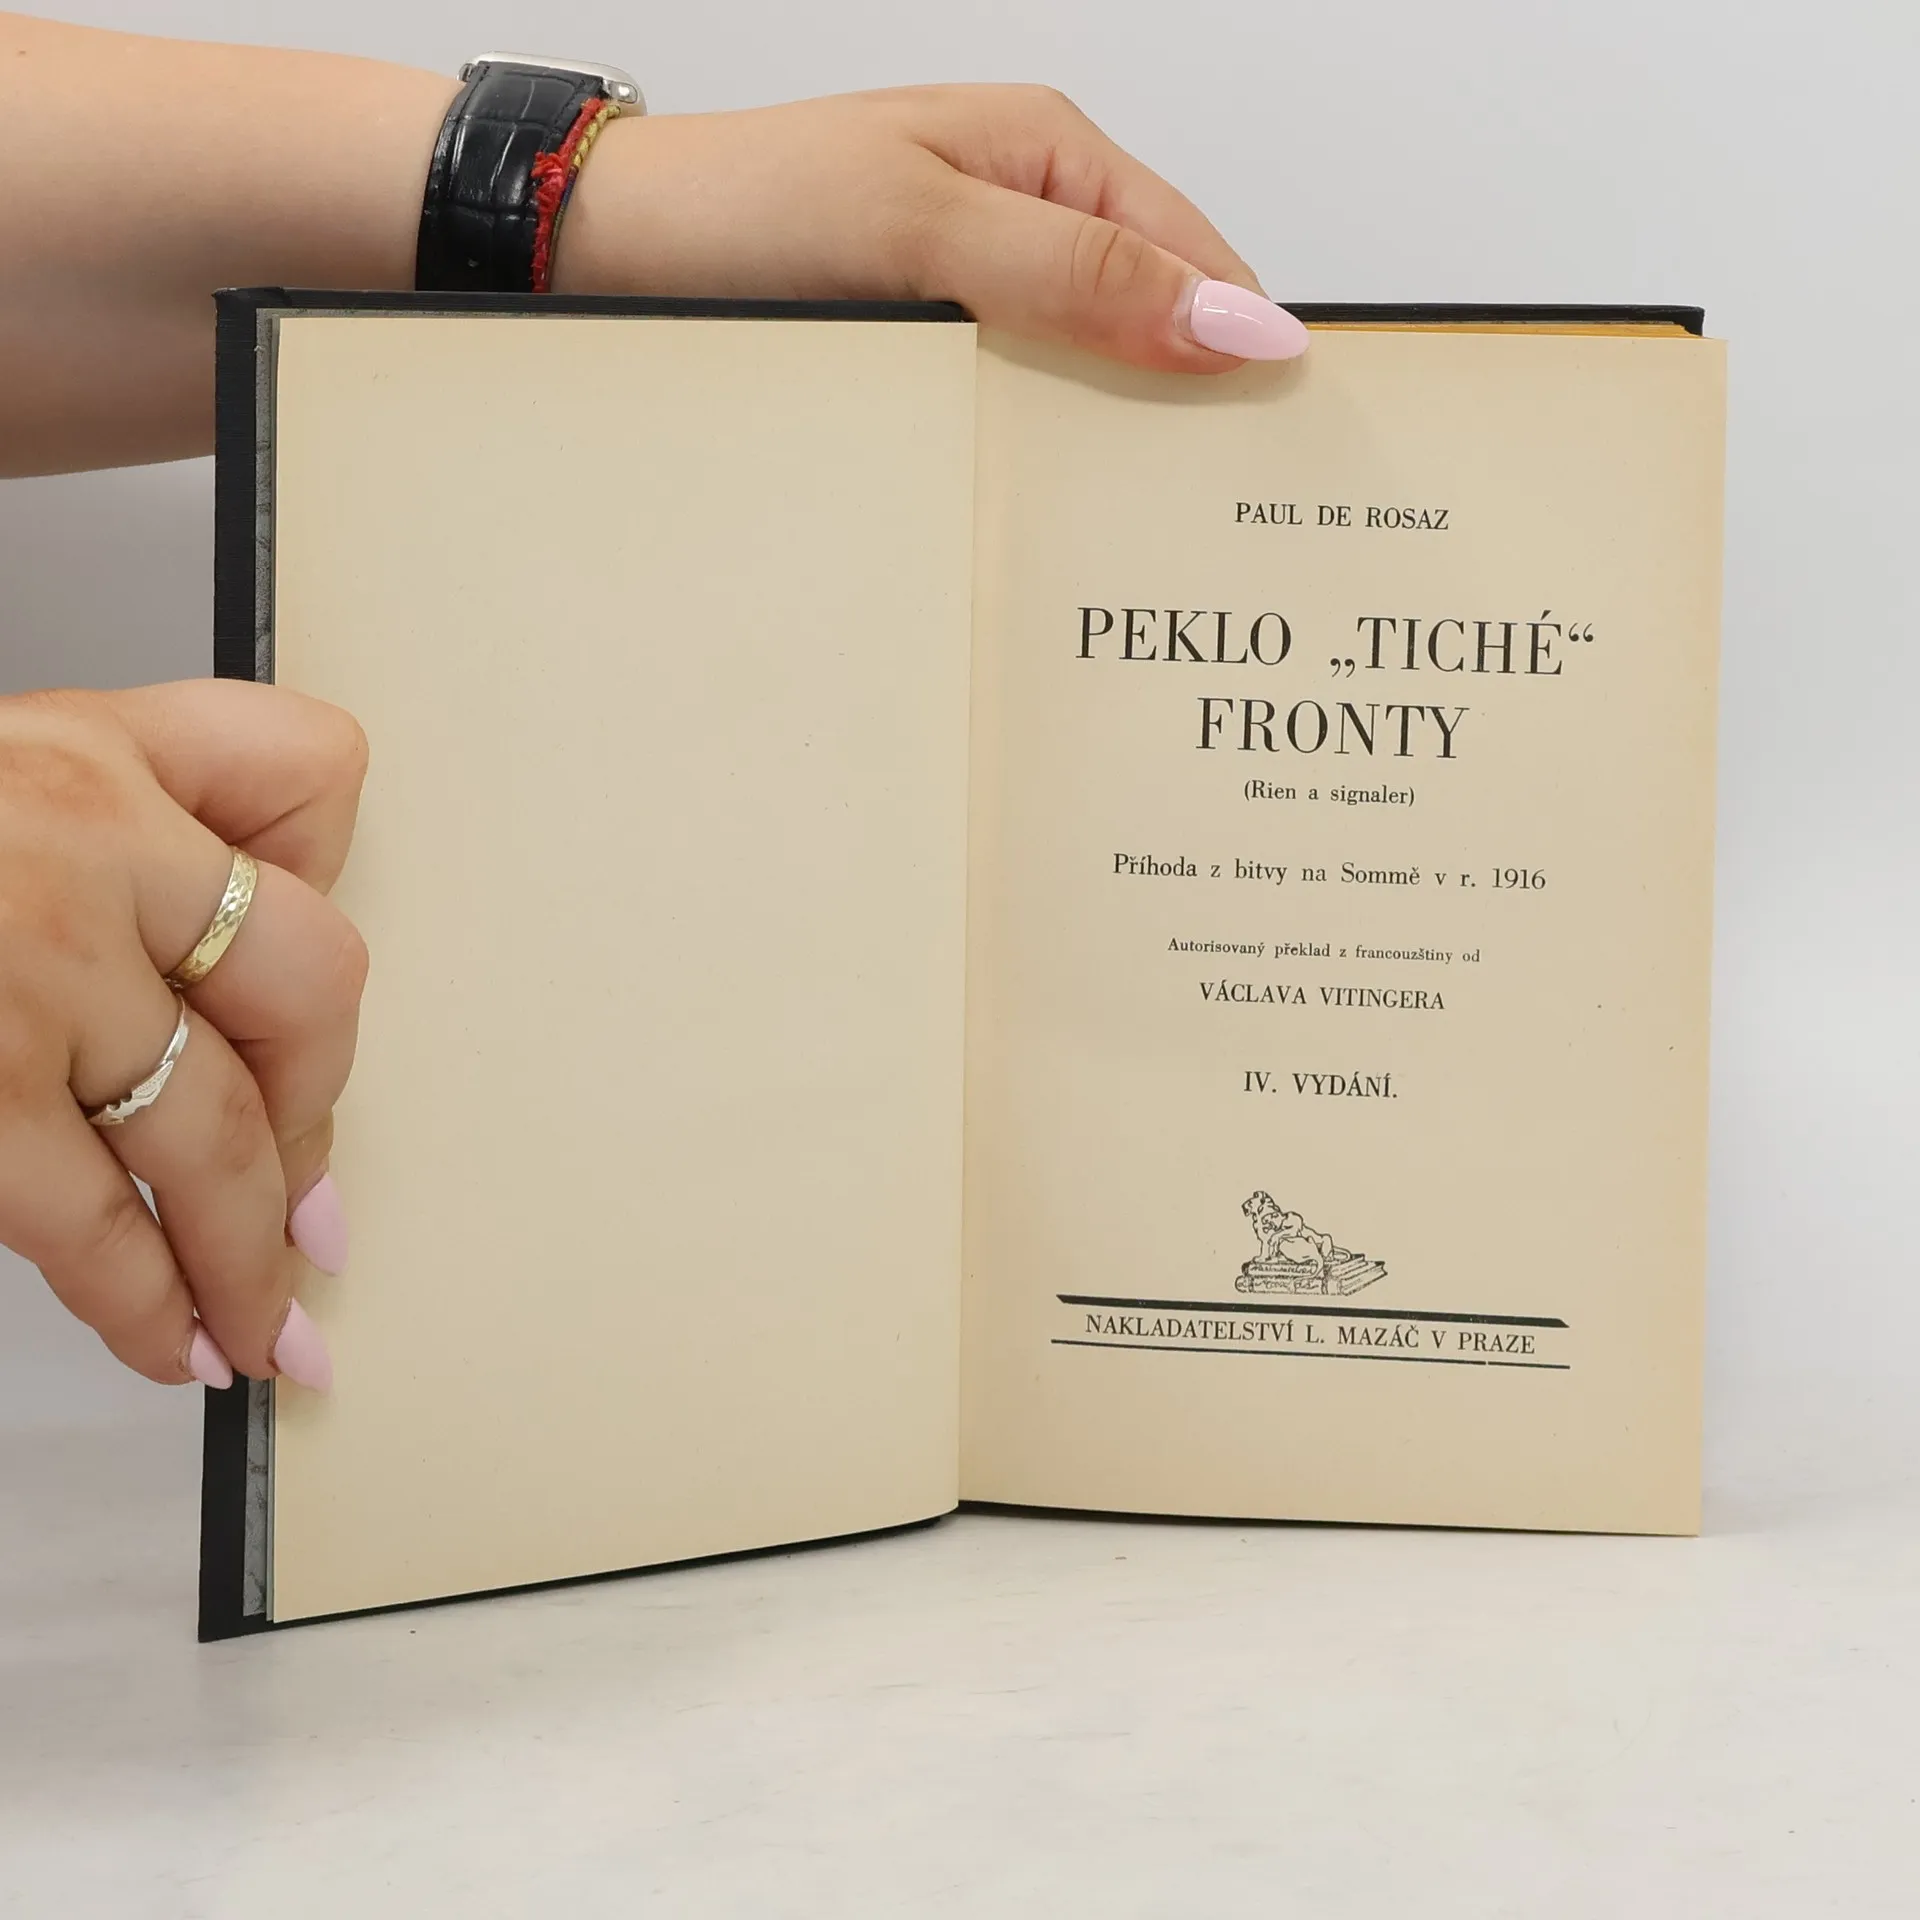 PAUL DE ROSAZ
PEKLO „TICHÉ“
FRONTY
(Rien a signaler)
Příhoda z bitvy na Sommě v r. 1916
Autorisovaný překlad z francouzštiny od
VÁCLAVA VITINGERA
IV. VYDÁNÍ.
NAKLADATELSTVÍ L. MAZÁČ V PRAZE